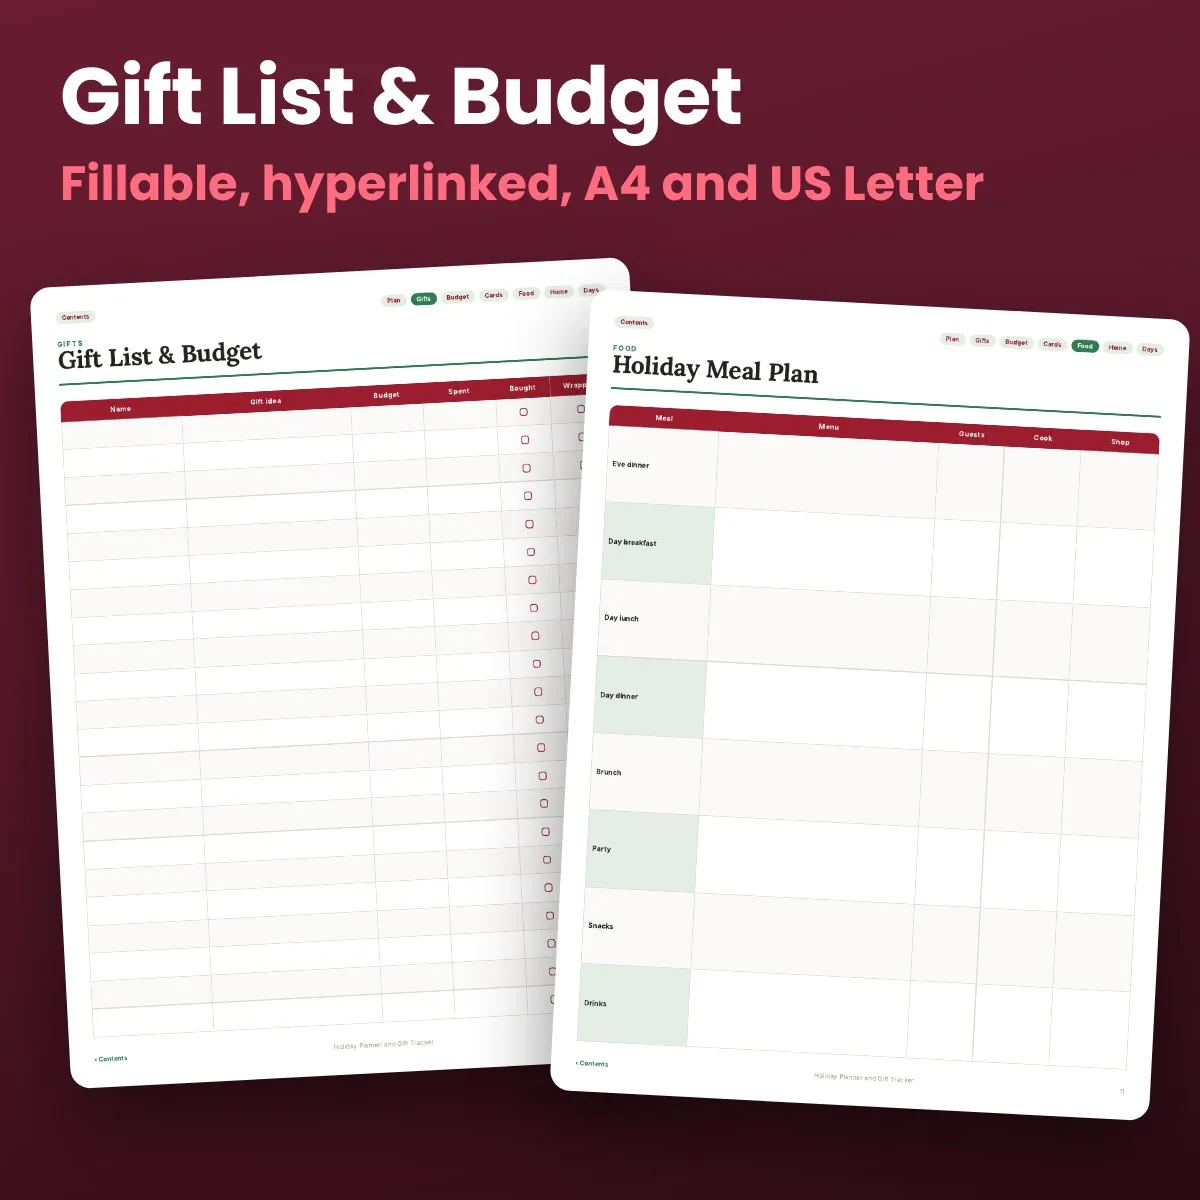 Gift List & Budget
Fillable, hyperlinked, A4 and US Letter
Contents
Plan Gifts Budget Cards Food Home Days
GIFTS
Gift List & Budget
Name Gift idea Budget Spent Bought
‹ Contents
Holiday Planner and Gift Tracker
Contents
Plan Gifts Budget Cards Food Home Days
FOOD
Holiday Meal Plan
Meal Menu Guests Cook Shop
Eve dinner
Day breakfast
Day lunch
Day dinner
Brunch
Party
Snacks
Drinks
‹ Contents
Holiday Planner and Gift Tracker
11